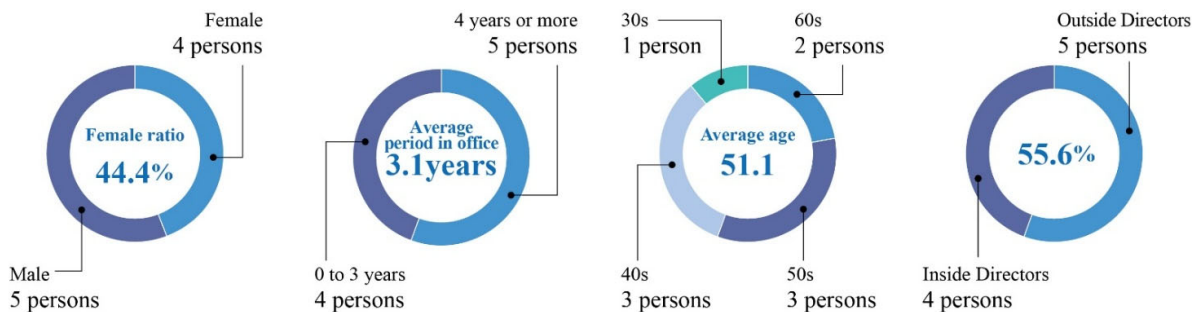 Female
4 persons
Female ratio
44.4%
Male
5 persons
4 years or more
5 persons
Average
period in office
3.1years
0 to 3 years
4 persons
30s
1 person
60s
2 persons
Average age
51.1
40s
3 persons
50s
3 persons
Outside Directors
5 persons
55.6%
Inside Directors
4 persons